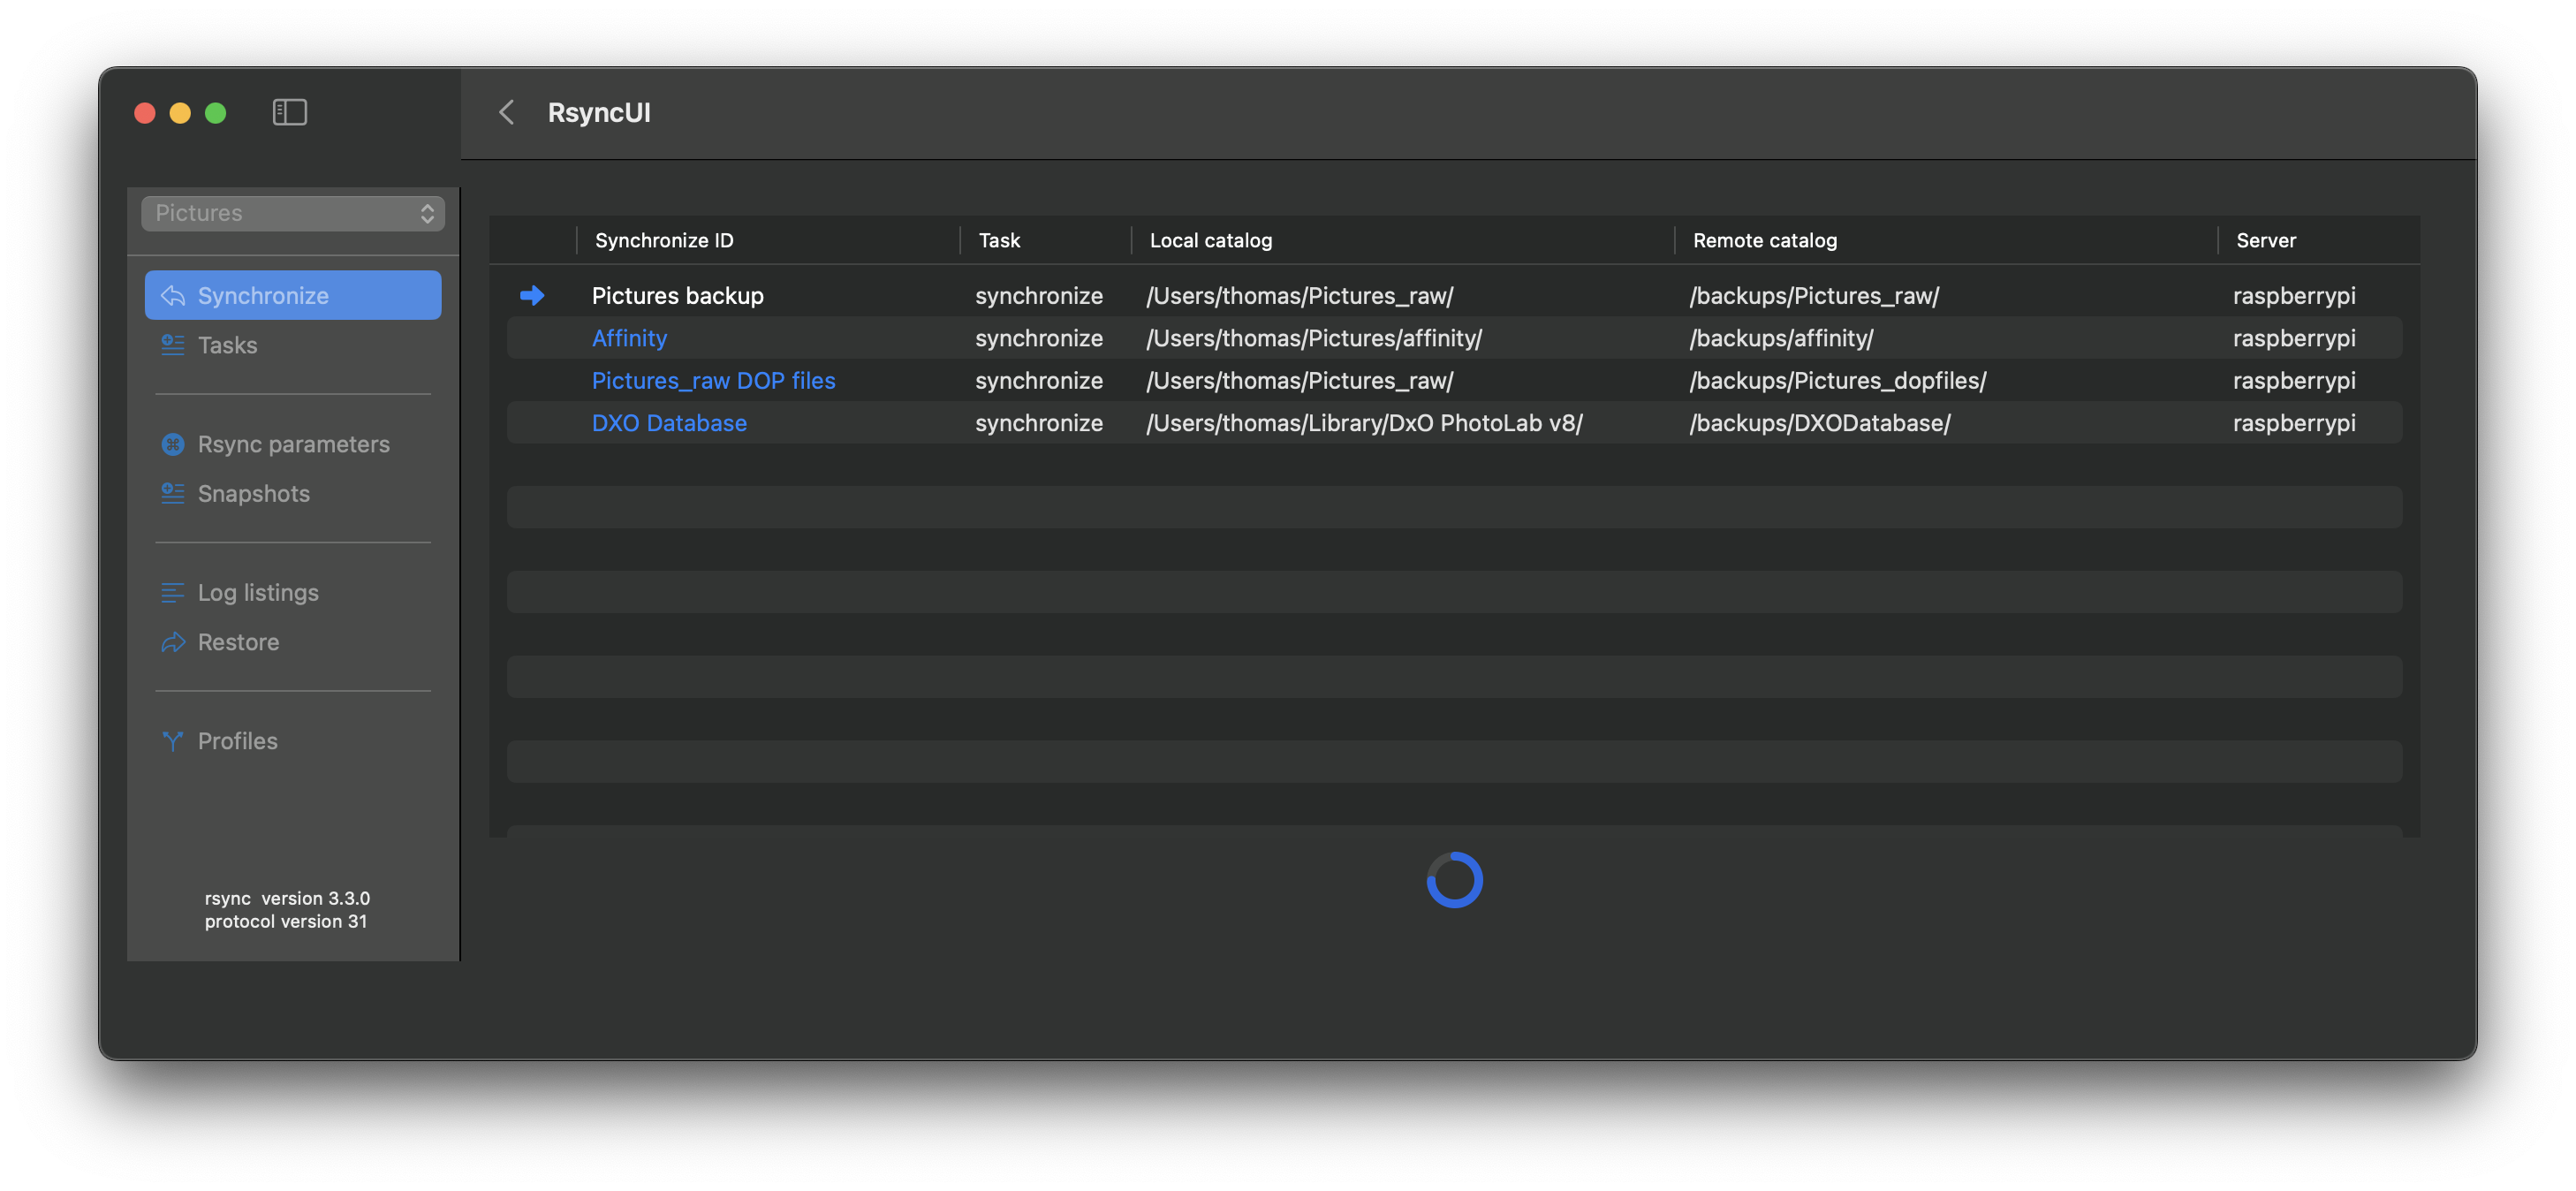 RsyncUI
Pictures
Synchronize
Tasks
Rsync parameters
Snapshots
Log listings
Restore
Profiles
rsync  version 3.3.0
protocol version 31
Synchronize ID Task Local catalog Remote catalog Server
Pictures backup synchronize /Users/thomas/Pictures_raw/ /backups/Pictures_raw/ raspberrypi
Affinity synchronize /Users/thomas/Pictures/affinity/ /backups/affinity/ raspberrypi
Pictures_raw DOP files synchronize /Users/thomas/Pictures_raw/ /backups/Pictures_dopfiles/ raspberrypi
DXO Database synchronize /Users/thomas/Library/DxO PhotoLab v8/ /backups/DXODatabase/ raspberrypi